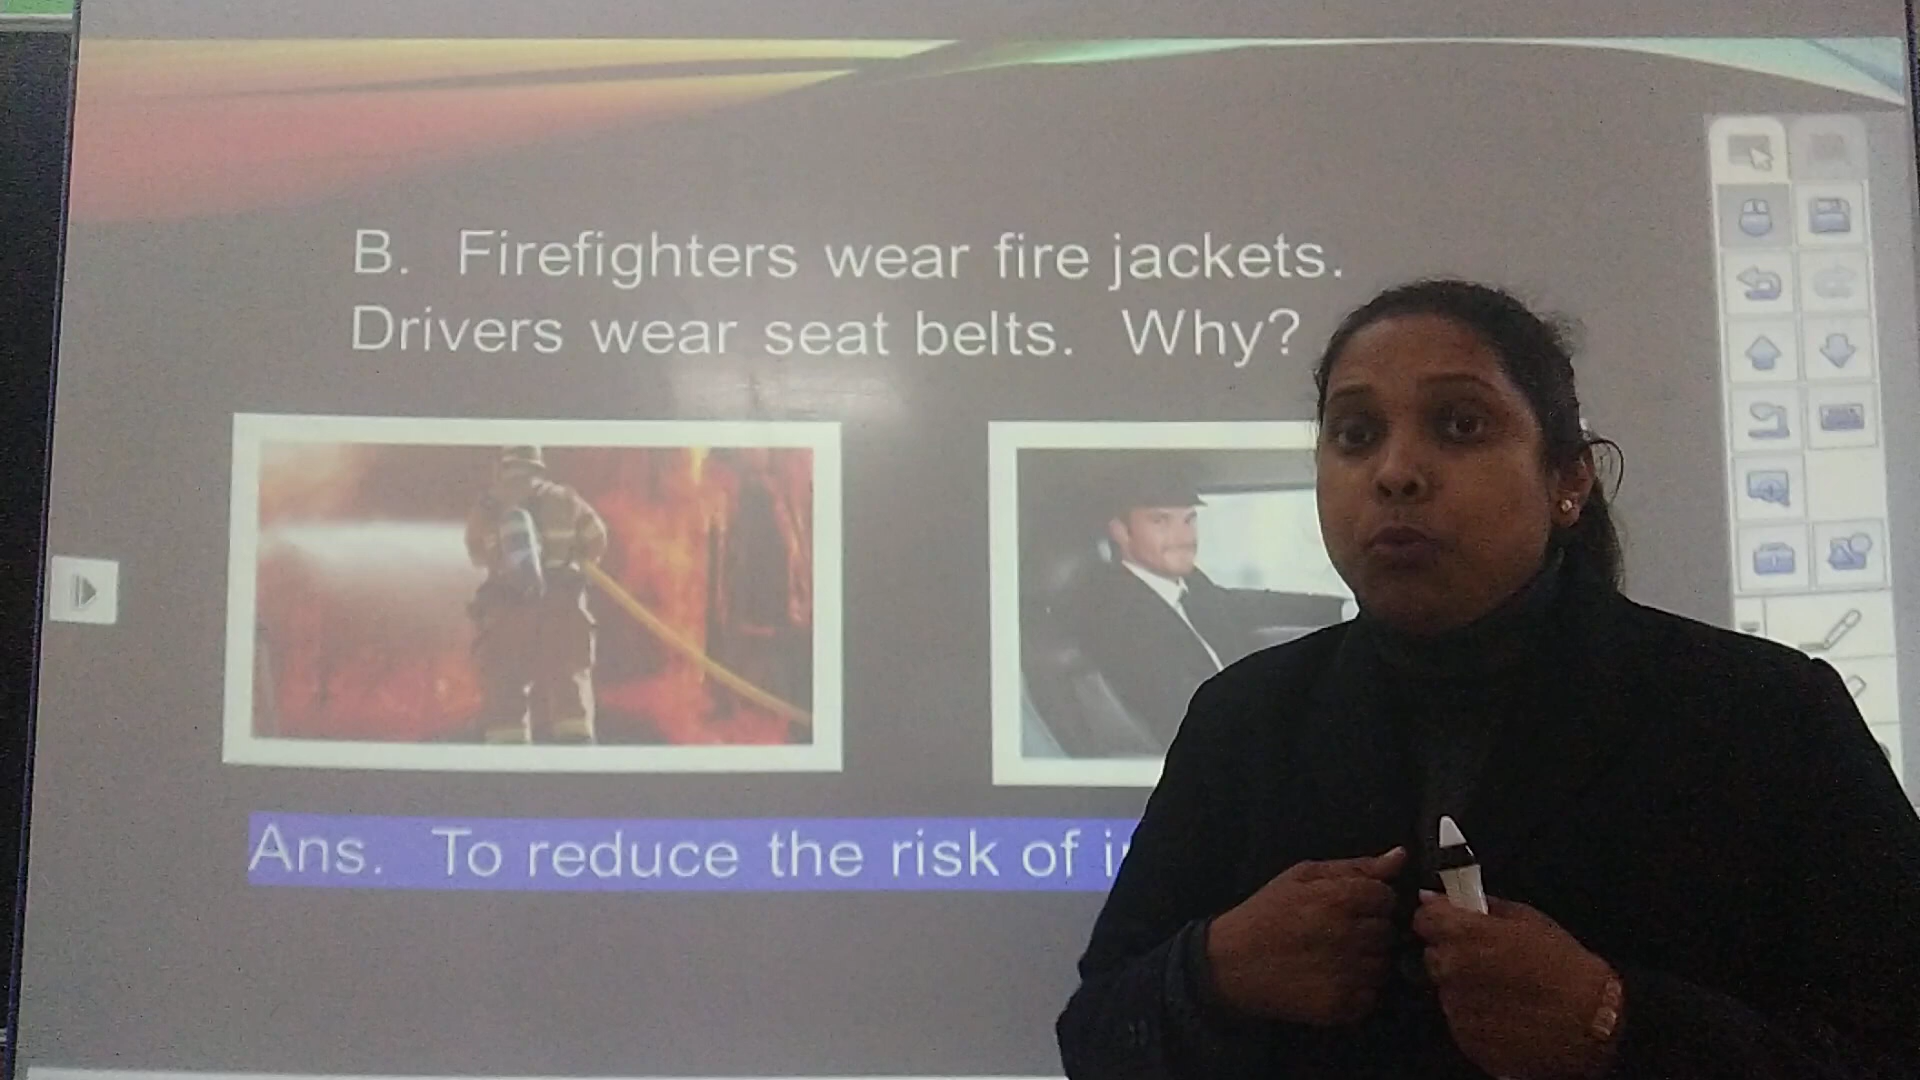 B. Firefighters wear fire jackets.
Drivers wear seat belts. Why?
Ans. To reduce the risk of